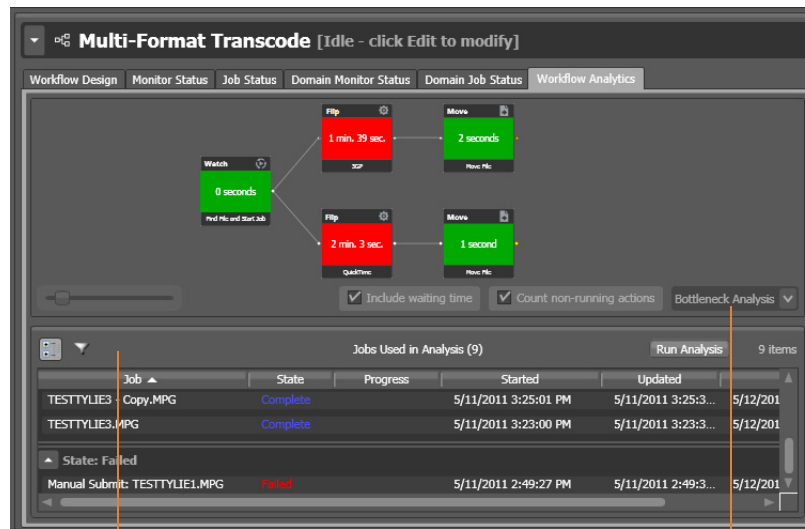 Multi-Format Transcode [Idle - click Edit to modify]
Workflow Design Monitor Status Job Status Domain Monitor Status Domain Job Status Workflow Analytics
Flip
1 min. 39 sec.
3GP
Move
2 seconds
Move File
Watch
0 seconds
Find File and Start Job
Flip
2 min. 3 sec.
QuickTime
Move
1 second
Move File
Include waiting time Count non-running actions Bottleneck Analysis
Jobs Used in Analysis (9) Run Analysis 9 items
Job State Progress Started Updated
TESTTYLIE3 - Copy.MPG Complete 5/11/2011 3:25:01 PM 5/11/2011 3:25:3... 5/12/201
TESTTYLIE3.MPG Complete 5/11/2011 3:23:00 PM 5/11/2011 3:23:3... 5/12/201
State: Failed
Manual Submit: TESTTYLIE1.MPG Failed 5/11/2011 2:49:27 PM 5/11/2011 2:49:3... 5/12/201